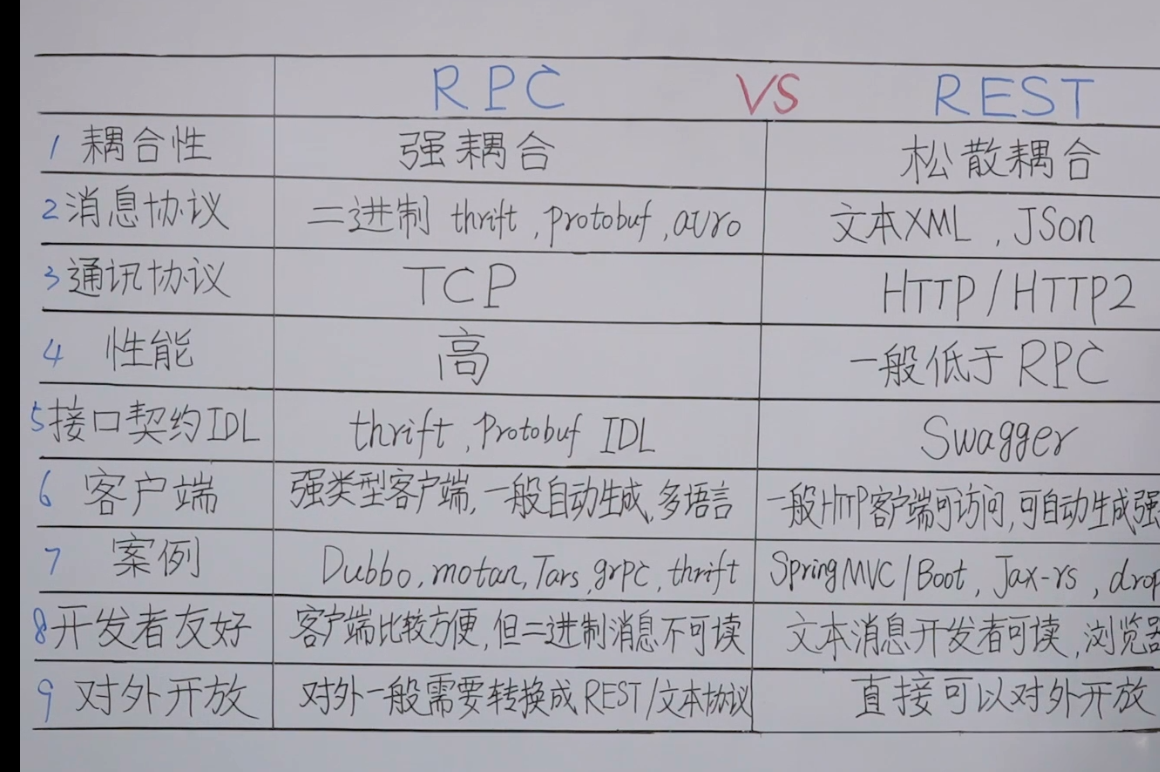 RPC VS REST
1 耦合性 强耦合 松散耦合
2 消息协议 二进制 thrift, protobuf, avro 文本XML, JSon
3 通讯协议 TCP HTTP/HTTP2
4 性能 高 一般低于RPC
5 接口契约IDL thrift, Protobuf IDL Swagger
6 客户端 强类型客户端, 一般自动生成, 多语言 一般HTTP客户端可访问, 可自动生成强
7 案例 Dubbo, motan, Tars, grpc, thrift SpringMVC/Boot, Jax-rs, drop
8 开发者友好 客户端比较方便, 但二进制消息不可读 文本消息开发者可读, 浏览器
9 对外开放 对外一般需要转换成REST/文本协议 直接可以对外开放